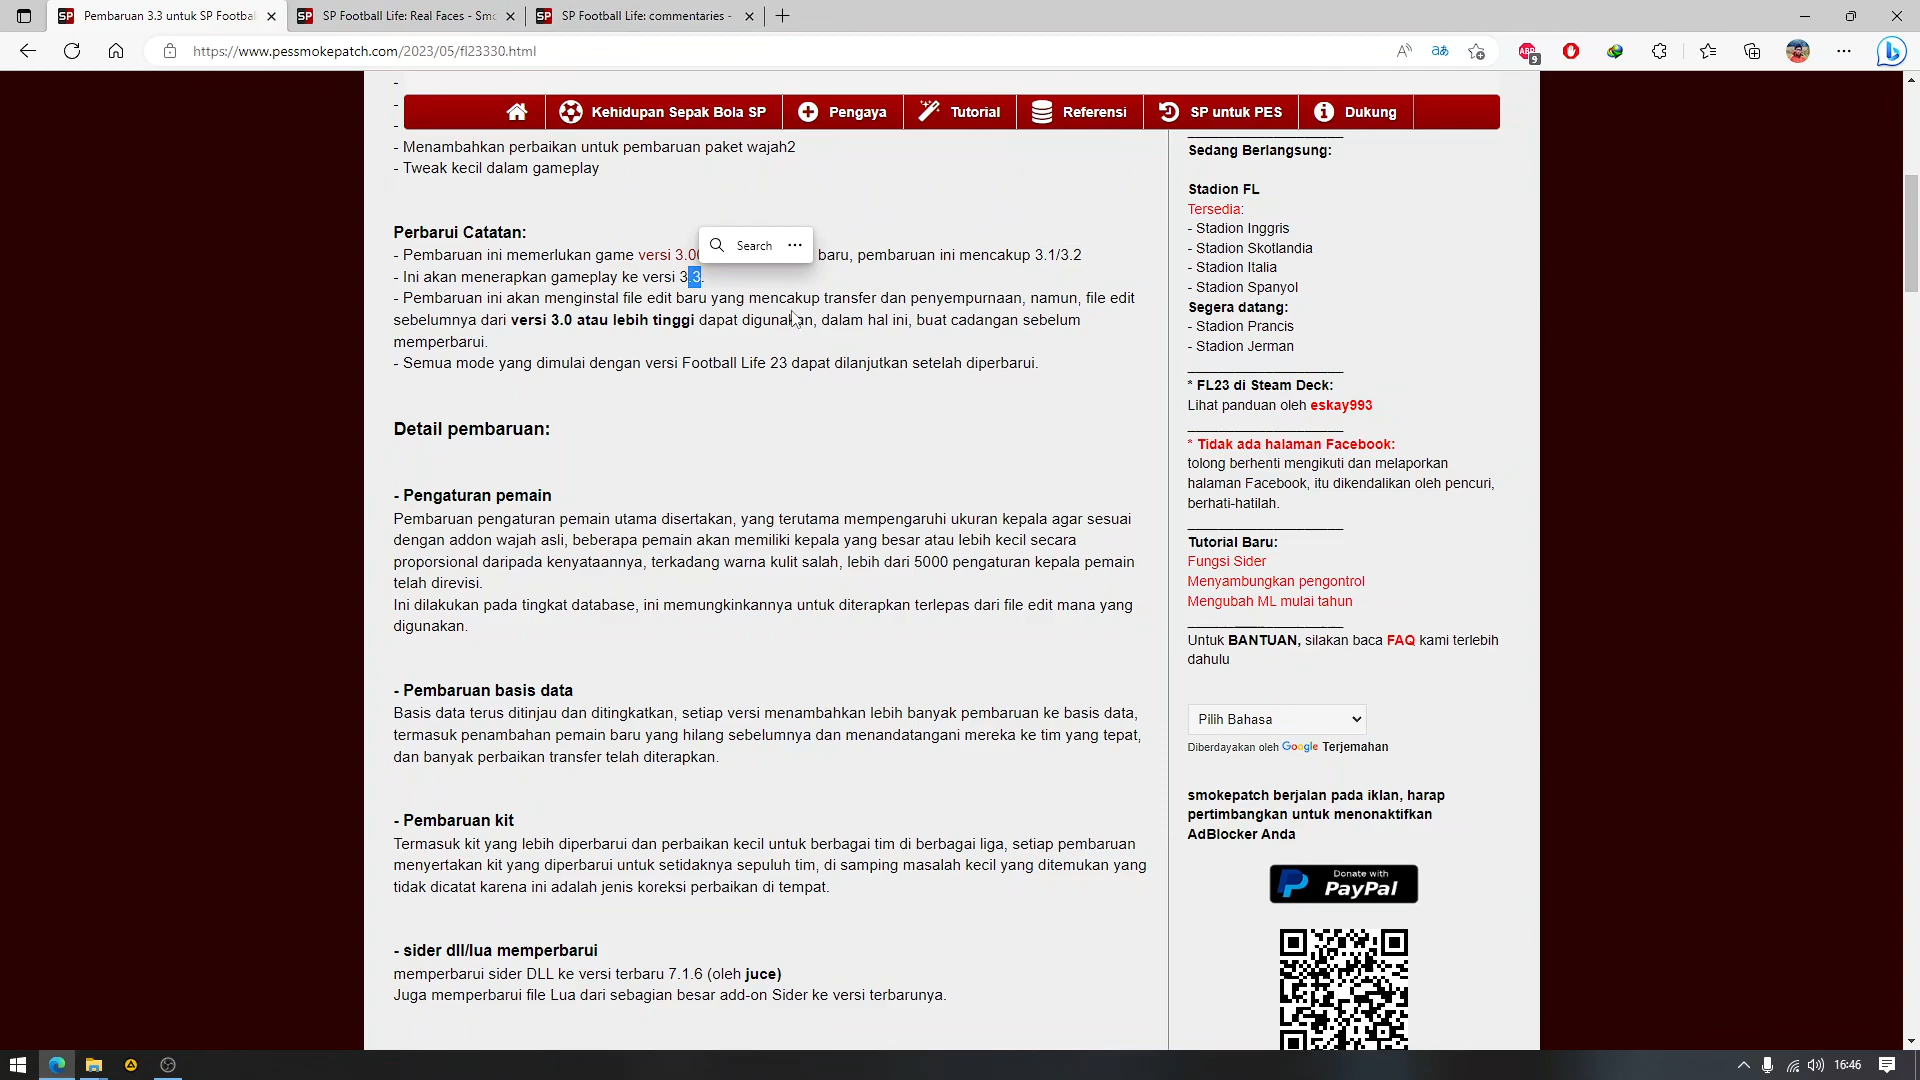 Pembaruan 3.3 untuk SP Footbal
SP Football Life: Real Faces - Smo
SP Football Life: commentaries -
https://www.pessmokepatch.com/2023/05/fl23330.html
ABP
9
-
-
-
Kehidupan Sepak Bola SP
Pengaya
Tutorial
Referensi
SP untuk PES
Dukung
- Menambahkan perbaikan untuk pembaruan paket wajah2
- Tweak kecil dalam gameplay
Perbarui Catatan:
Search
- Pembaruan ini memerlukan game versi 3.00 baru, pembaruan ini mencakup 3.1/3.2
- Ini akan menerapkan gameplay ke versi 3.3.
- Pembaruan ini akan menginstal file edit baru yang mencakup transfer dan penyempurnaan, namun, file edit
sebelumnya dari versi 3.0 atau lebih tinggi dapat digunakan, dalam hal ini, buat cadangan sebelum
memperbarui.
- Semua mode yang dimulai dengan versi Football Life 23 dapat dilanjutkan setelah diperbarui.
Detail pembaruan:
- Pengaturan pemain
Pembaruan pengaturan pemain utama disertakan, yang terutama mempengaruhi ukuran kepala agar sesuai
dengan addon wajah asli, beberapa pemain akan memiliki kepala yang besar atau lebih kecil secara
proporsional daripada kenyataannya, terkadang warna kulit salah, lebih dari 5000 pengaturan kepala pemain
telah direvisi.
Ini dilakukan pada tingkat database, ini memungkinkannya untuk diterapkan terlepas dari file edit mana yang
digunakan.
- Pembaruan basis data
Basis data terus ditinjau dan ditingkatkan, setiap versi menambahkan lebih banyak pembaruan ke basis data,
termasuk penambahan pemain baru yang hilang sebelumnya dan menandatangani mereka ke tim yang tepat,
dan banyak perbaikan transfer telah diterapkan.
- Pembaruan kit
Termasuk kit yang lebih diperbarui dan perbaikan kecil untuk berbagai tim di berbagai liga, setiap pembaruan
menyertakan kit yang diperbarui untuk setidaknya sepuluh tim, di samping masalah kecil yang ditemukan yang
tidak dicatat karena ini adalah jenis koreksi perbaikan di tempat.
- sider dll/lua memperbarui
memperbarui sider DLL ke versi terbaru 7.1.6 (oleh juce)
Juga memperbarui file Lua dari sebagian besar add-on Sider ke versi terbarunya.
Sedang Berlangsung:
Stadion FL
Tersedia:
- Stadion Inggris
- Stadion Skotlandia
- Stadion Italia
- Stadion Spanyol
Segera datang:
- Stadion Prancis
- Stadion Jerman
* FL23 di Steam Deck:
Lihat panduan oleh eskay993
* Tidak ada halaman Facebook:
tolong berhenti mengikuti dan melaporkan
halaman Facebook, itu dikendalikan oleh pencuri,
berhati-hatilah.
Tutorial Baru:
Fungsi Sider
Menyambungkan pengontrol
Mengubah ML mulai tahun
Untuk BANTUAN, silakan baca FAQ kami terlebih
dahulu
Pilih Bahasa
Diberdayakan oleh Google Terjemahan
smokepatch berjalan pada iklan, harap
pertimbangkan untuk menonaktifkan
AdBlocker Anda
Donate with
PayPal
16:46